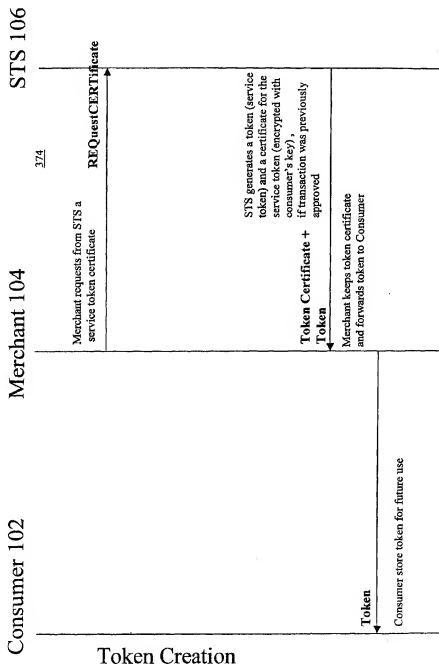 Consumer 102
Merchant 104
STS 106
374
Merchant requests from STS a
service token certificate
REQuestCERTificate
STS generates a token (service
token) and a certificate for the
service token (encrypted with
consumer's key) ,
if transaction was previously
approved
Token Certificate +
Token
Merchant keeps token certificate
and forwards token to Consumer
Token
Consumer store token for future use
Token Creation